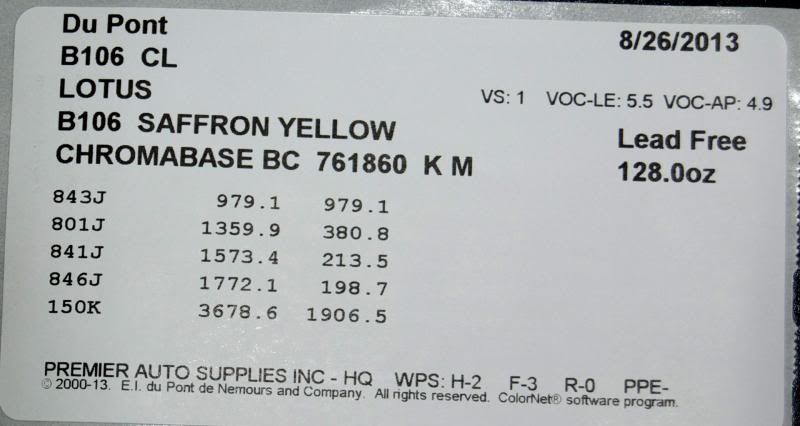 Du Pont 8/26/2013
B106 CL
LOTUS VS: 1 VOC-LE: 5.5 VOC-AP: 4.9
B106 SAFFRON YELLOW Lead Free
CHROMABASE BC 761860 K M 128.0oz
843J 979.1 979.1
801J 1359.9 380.8
841J 1573.4 213.5
846J 1772.1 198.7
150K 3678.6 1906.5
PREMIER AUTO SUPPLIES INC - HQ WPS: H-2 F-3 R-0 PPE-
© 2000-13. E.I. du Pont de Nemours and Company. All rights reserved. ColorNet® software program.